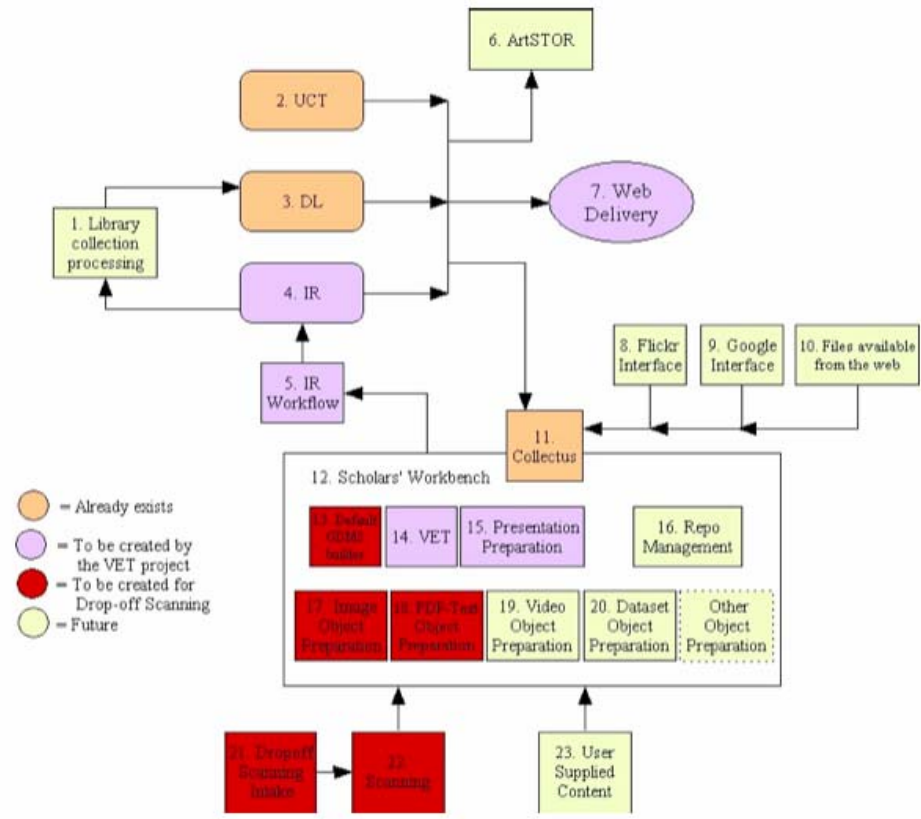 6. ArtSTOR
2. UCT
3. DL
7. Web
Delivery
1. Library
collection
processing
4. IR
5. IR
Workflow
8. Flickr
Interface
9. Google
Interface
10. Files available
from the web
11.
Collectus
12. Scholars' Workbench
= Already exists
= To be created by
the VET project
= To be created for
Drop-off Scanning
= Future
13. Default
builder
14. VET
15. Presentation
Preparation
16. Repo
Management
17. Image
Object
Preparation
18. PDF-Text
Object
Preparation
19. Video
Object
Preparation
20. Dataset
Object
Preparation
Other
Object
Preparation
21. Dropoff
Scanning
Intake
22.
Scanning
23. User
Supplied
Content